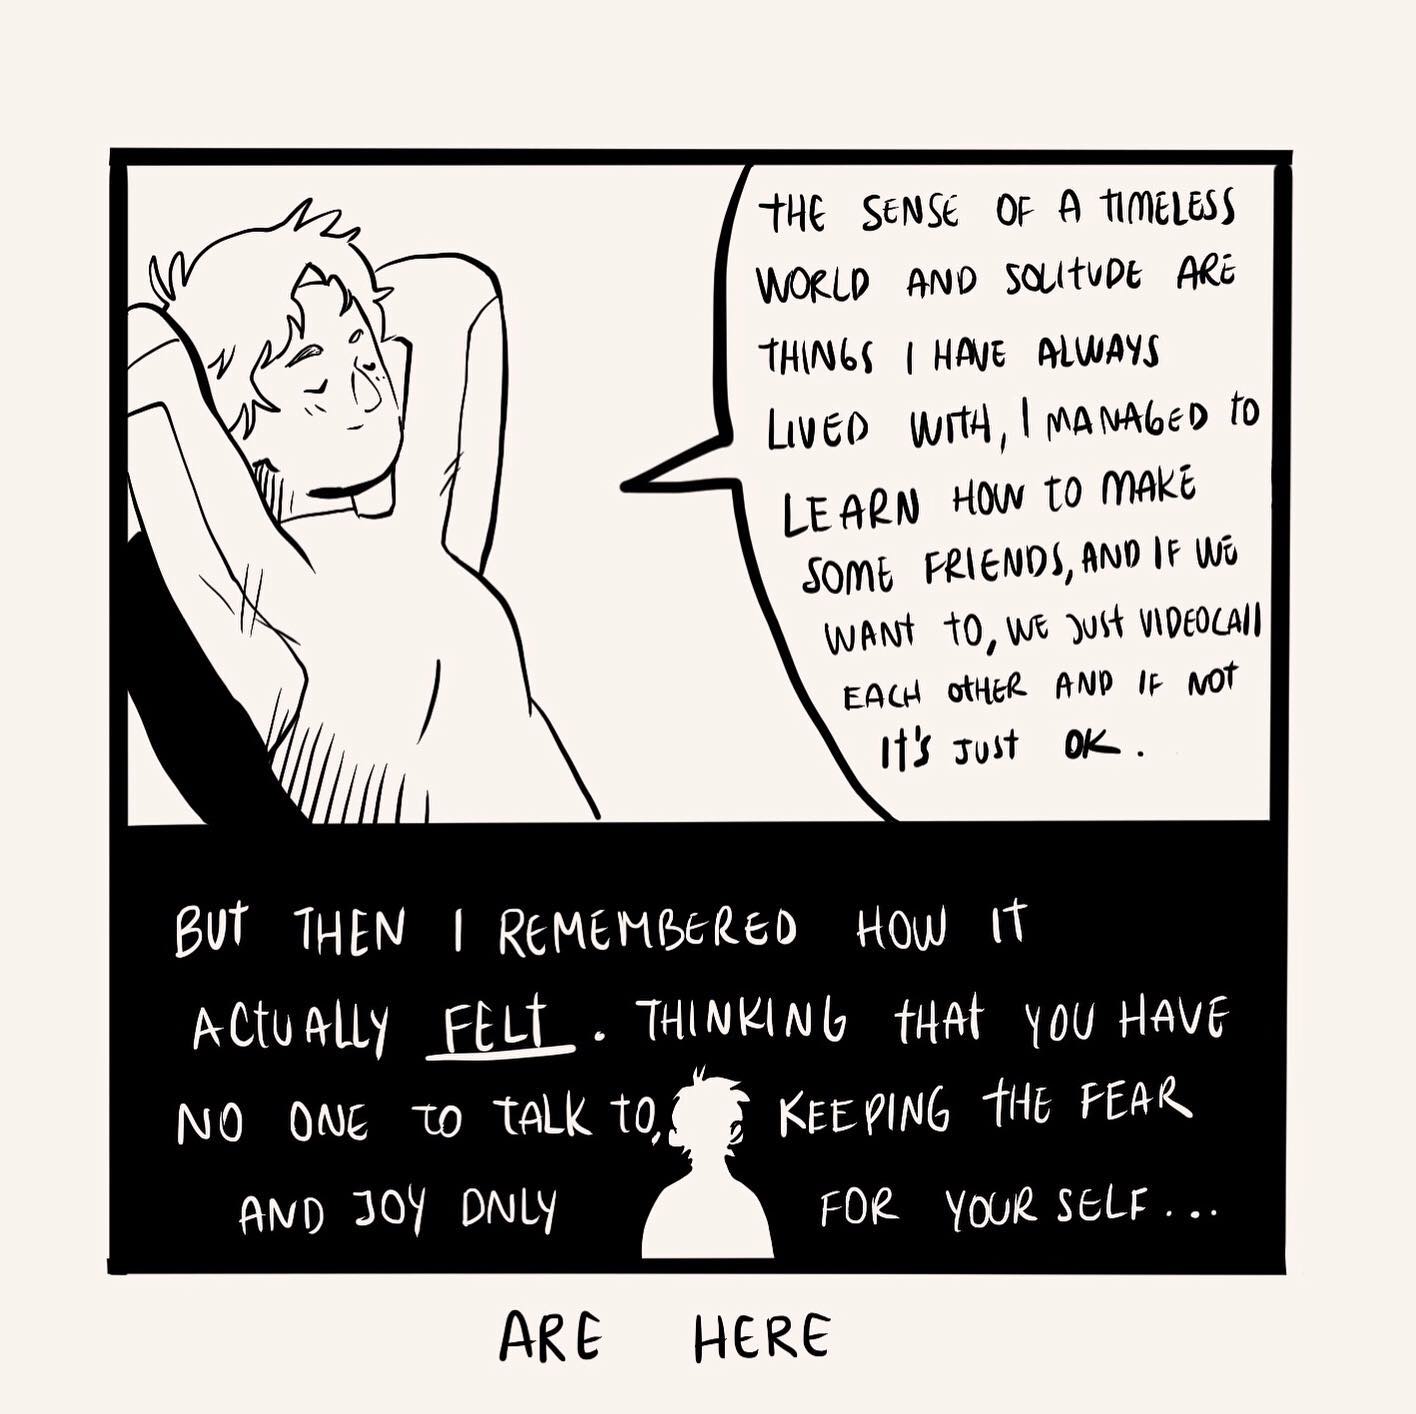 THE SENSE OF A TIMELESS
WORLD AND SOLITUDE ARE
THINGS I HAVE ALWAYS
LIVED WITH, I MANAGED TO
LEARN HOW TO MAKE
SOME FRIENDS, AND IF WE
WANT TO, WE JUST VIDEOCALL
EACH OTHER AND IF NOT
IT'S JUST OK.
BUT THEN I REMEMBERED HOW IT
ACTUALLY FELT. THINKING THAT YOU HAVE
NO ONE TO TALK TO, KEEPING THE FEAR
AND JOY ONLY FOR YOURSELF...
ARE HERE